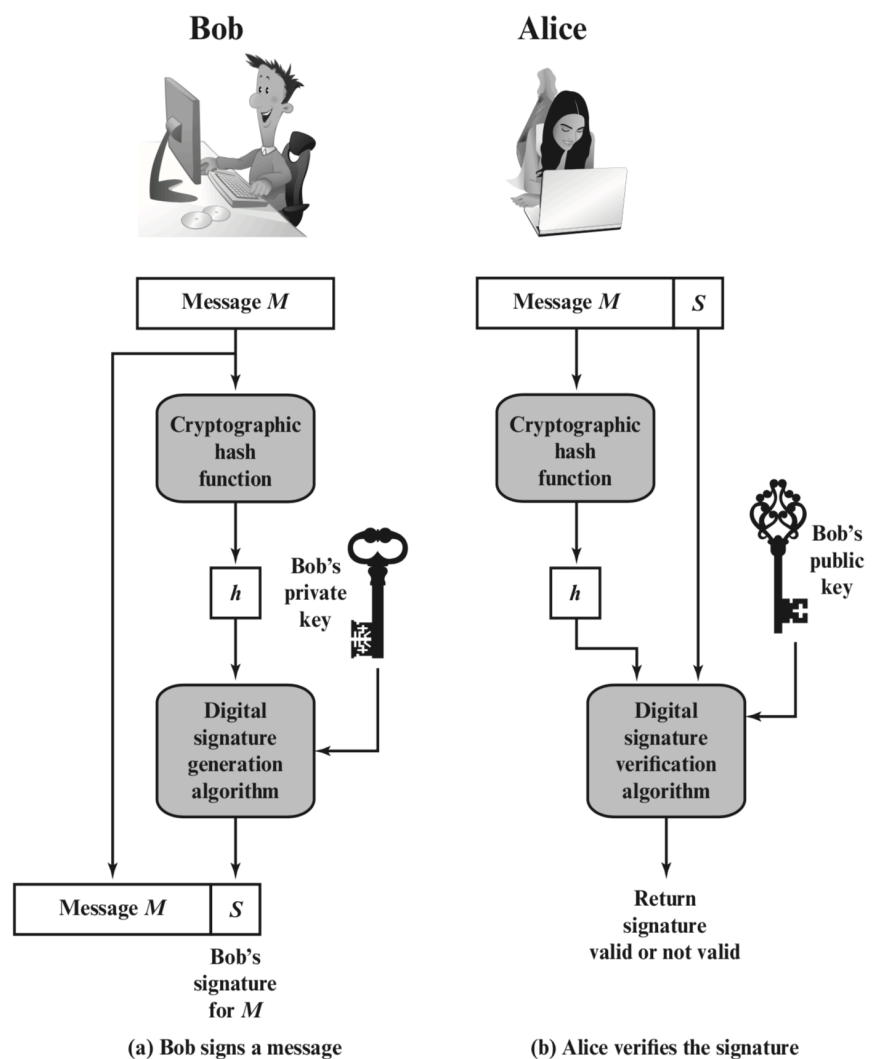 Bob
Message M
Cryptographic
hash
function
h
Bob’s
private
key
Digital
signature
generation
algorithm
Message M
S
Bob’s
signature
for M
(a) Bob signs a message
Alice
Message M
S
Cryptographic
hash
function
h
Bob’s
public
key
Digital
signature
verification
algorithm
Return
signature
valid or not valid
(b) Alice verifies the signature